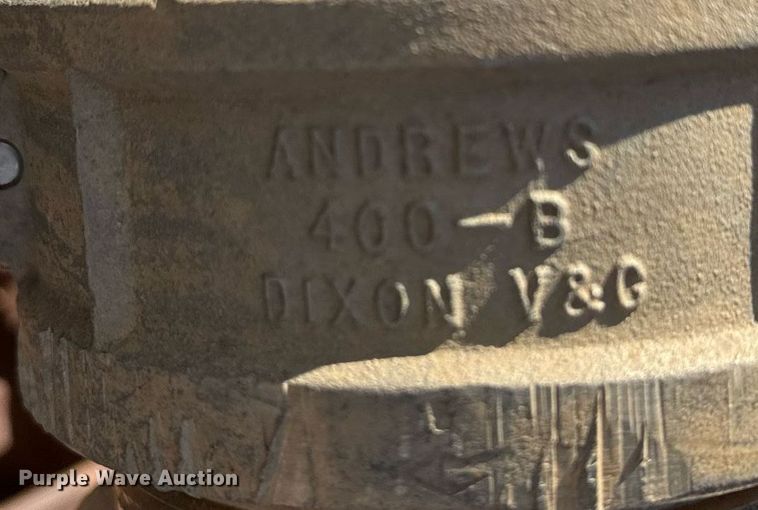 ANDREWS
400-B
DIXON V&G
Purple Wave Auction